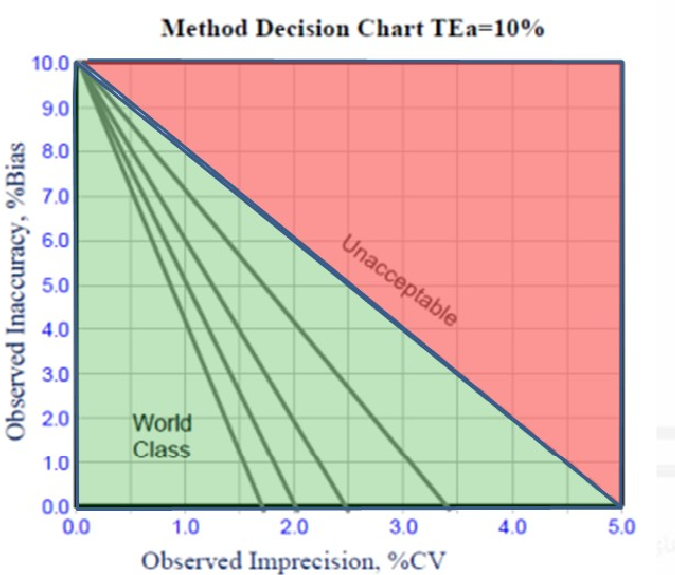 Method Decision Chart TEa=10%
10.0
9.0
8.0
7.0
6.0
5.0
4.0
3.0
2.0
1.0
0.0
Observed Inaccuracy, %Bias
Unacceptable
World
Class
0.0 1.0 2.0 3.0 4.0 5.0
Observed Imprecision, %CV